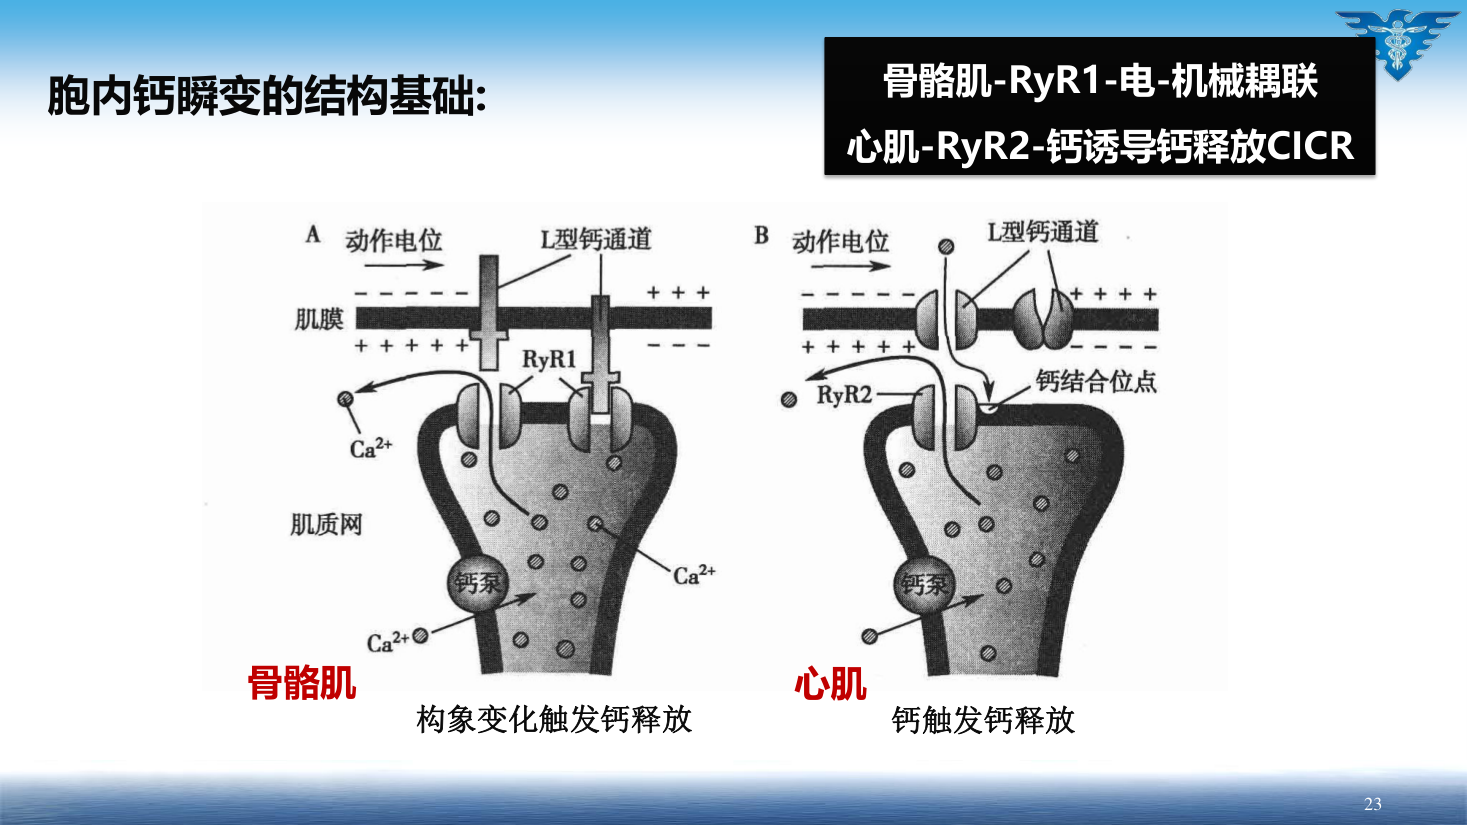 胞内钙瞬变的结构基础:
骨骼肌-RyR1-电-机械耦联
心肌-RyR2-钙诱导钙释放CICR
A
动作电位
L型钙通道
- - - - -
+ + +
肌膜
+ + + + +
- - -
RyR1
Ca²⁺
肌质网
钙泵
Ca²⁺
Ca²⁺
骨骼肌
构象变化触发钙释放
B
动作电位
L型钙通道
- - - - -
+ + + +
+ + + + +
- - - -
RyR2
钙结合位点
钙泵
心肌
钙触发钙释放
23